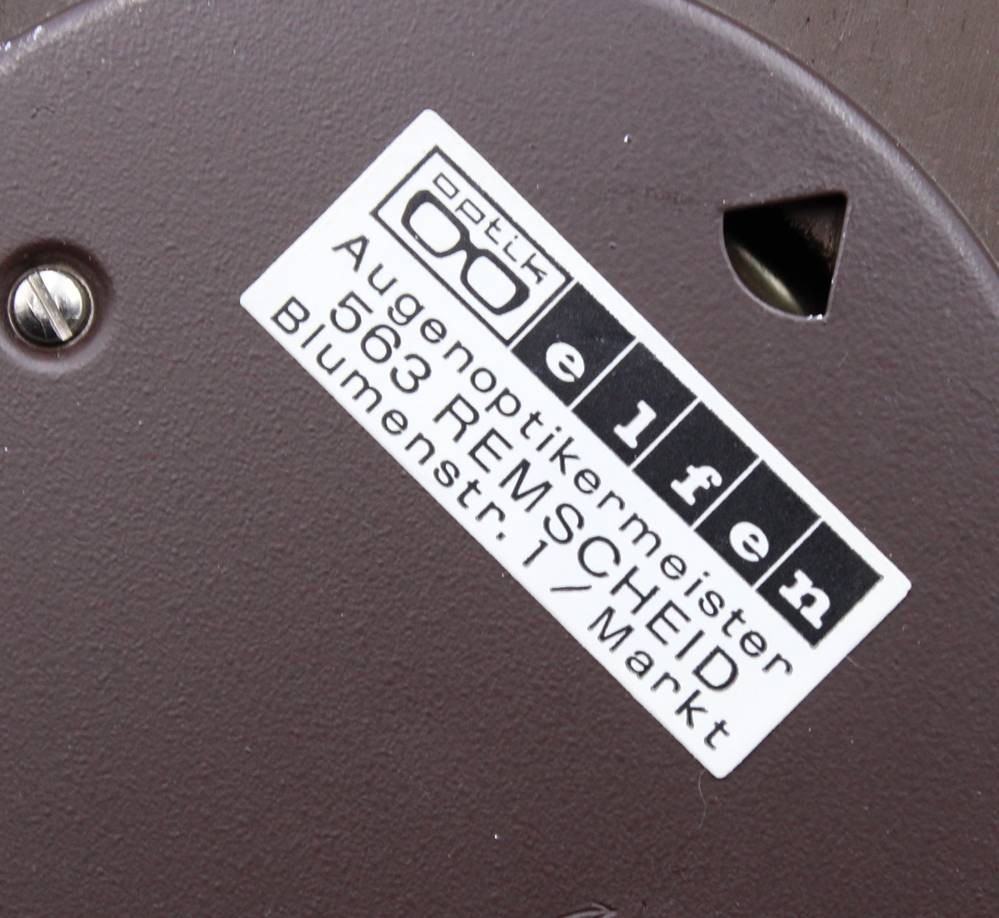 optik elfen
Augenoptikermeister
563 REMSCHEID
Blumenstr. 1 / Markt